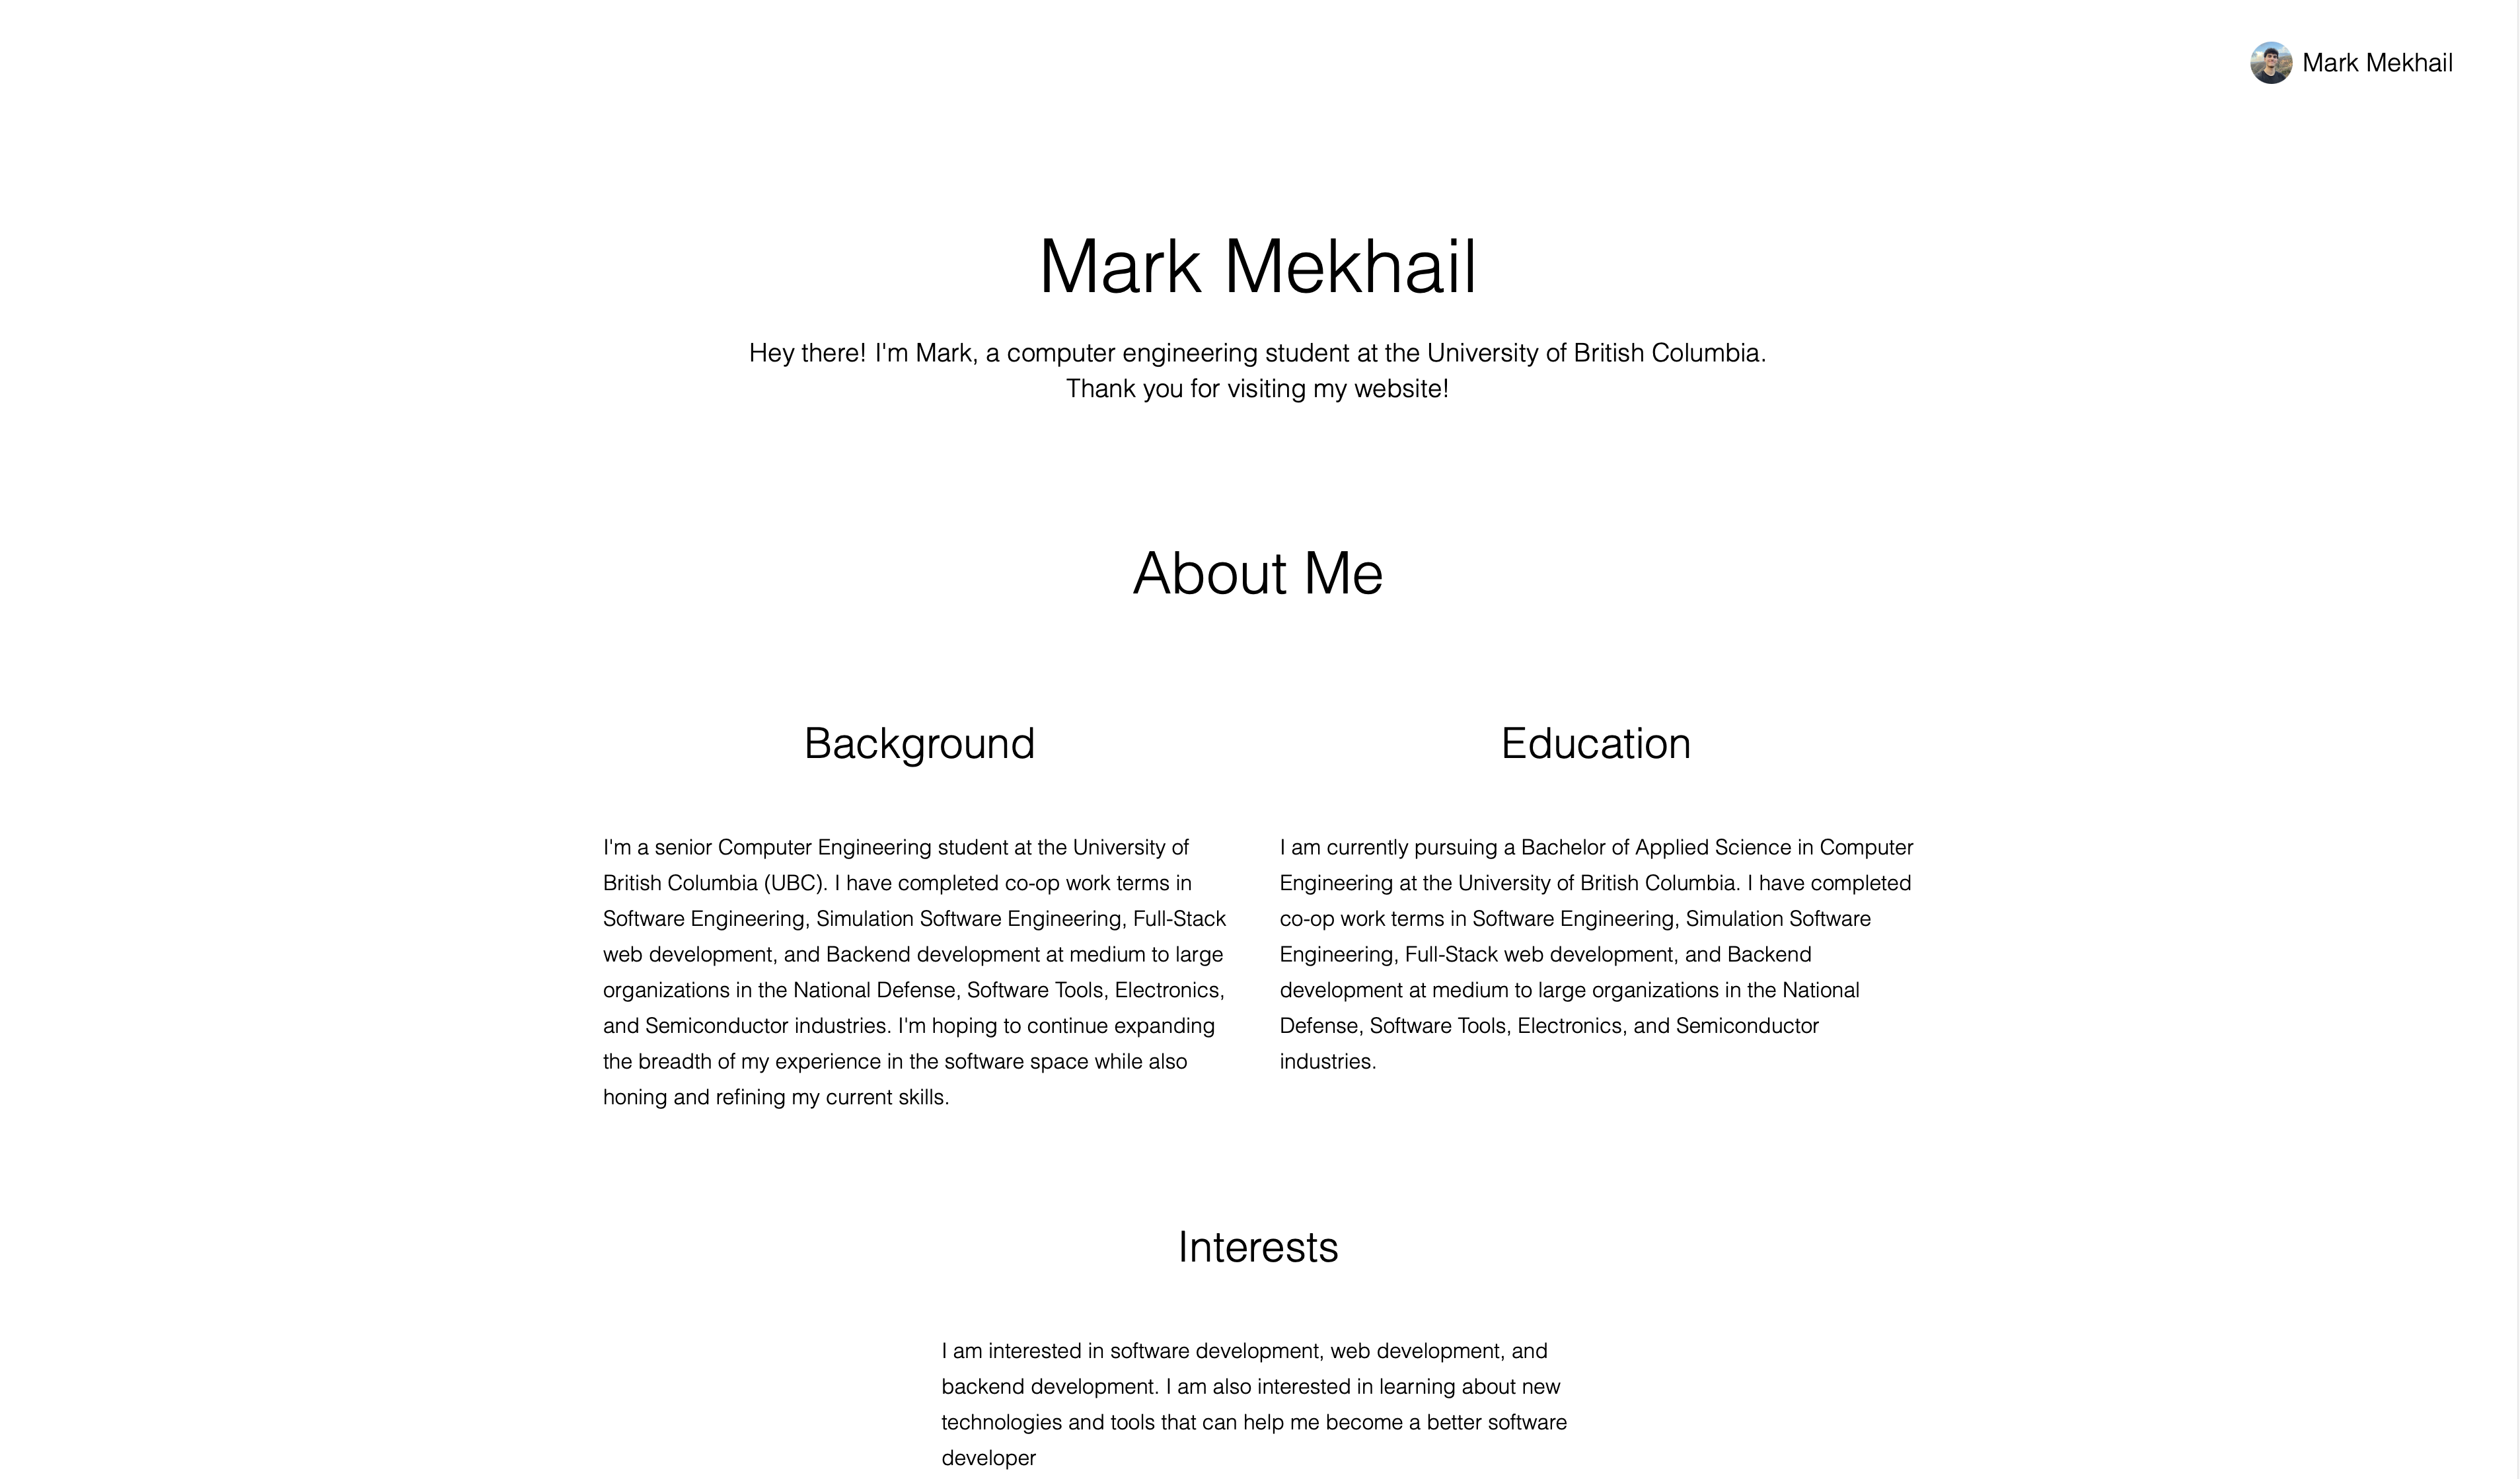 Mark Mekhail
Mark Mekhail
Hey there! I'm Mark, a computer engineering student at the University of British Columbia.
Thank you for visiting my website!
About Me
Background
I'm a senior Computer Engineering student at the University of
British Columbia (UBC). I have completed co-op work terms in
Software Engineering, Simulation Software Engineering, Full-Stack
web development, and Backend development at medium to large
organizations in the National Defense, Software Tools, Electronics,
and Semiconductor industries. I'm hoping to continue expanding
the breadth of my experience in the software space while also
honing and refining my current skills.
Education
I am currently pursuing a Bachelor of Applied Science in Computer
Engineering at the University of British Columbia. I have completed
co-op work terms in Software Engineering, Simulation Software
Engineering, Full-Stack web development, and Backend
development at medium to large organizations in the National
Defense, Software Tools, Electronics, and Semiconductor
industries.
Interests
I am interested in software development, web development, and
backend development. I am also interested in learning about new
technologies and tools that can help me become a better software
developer